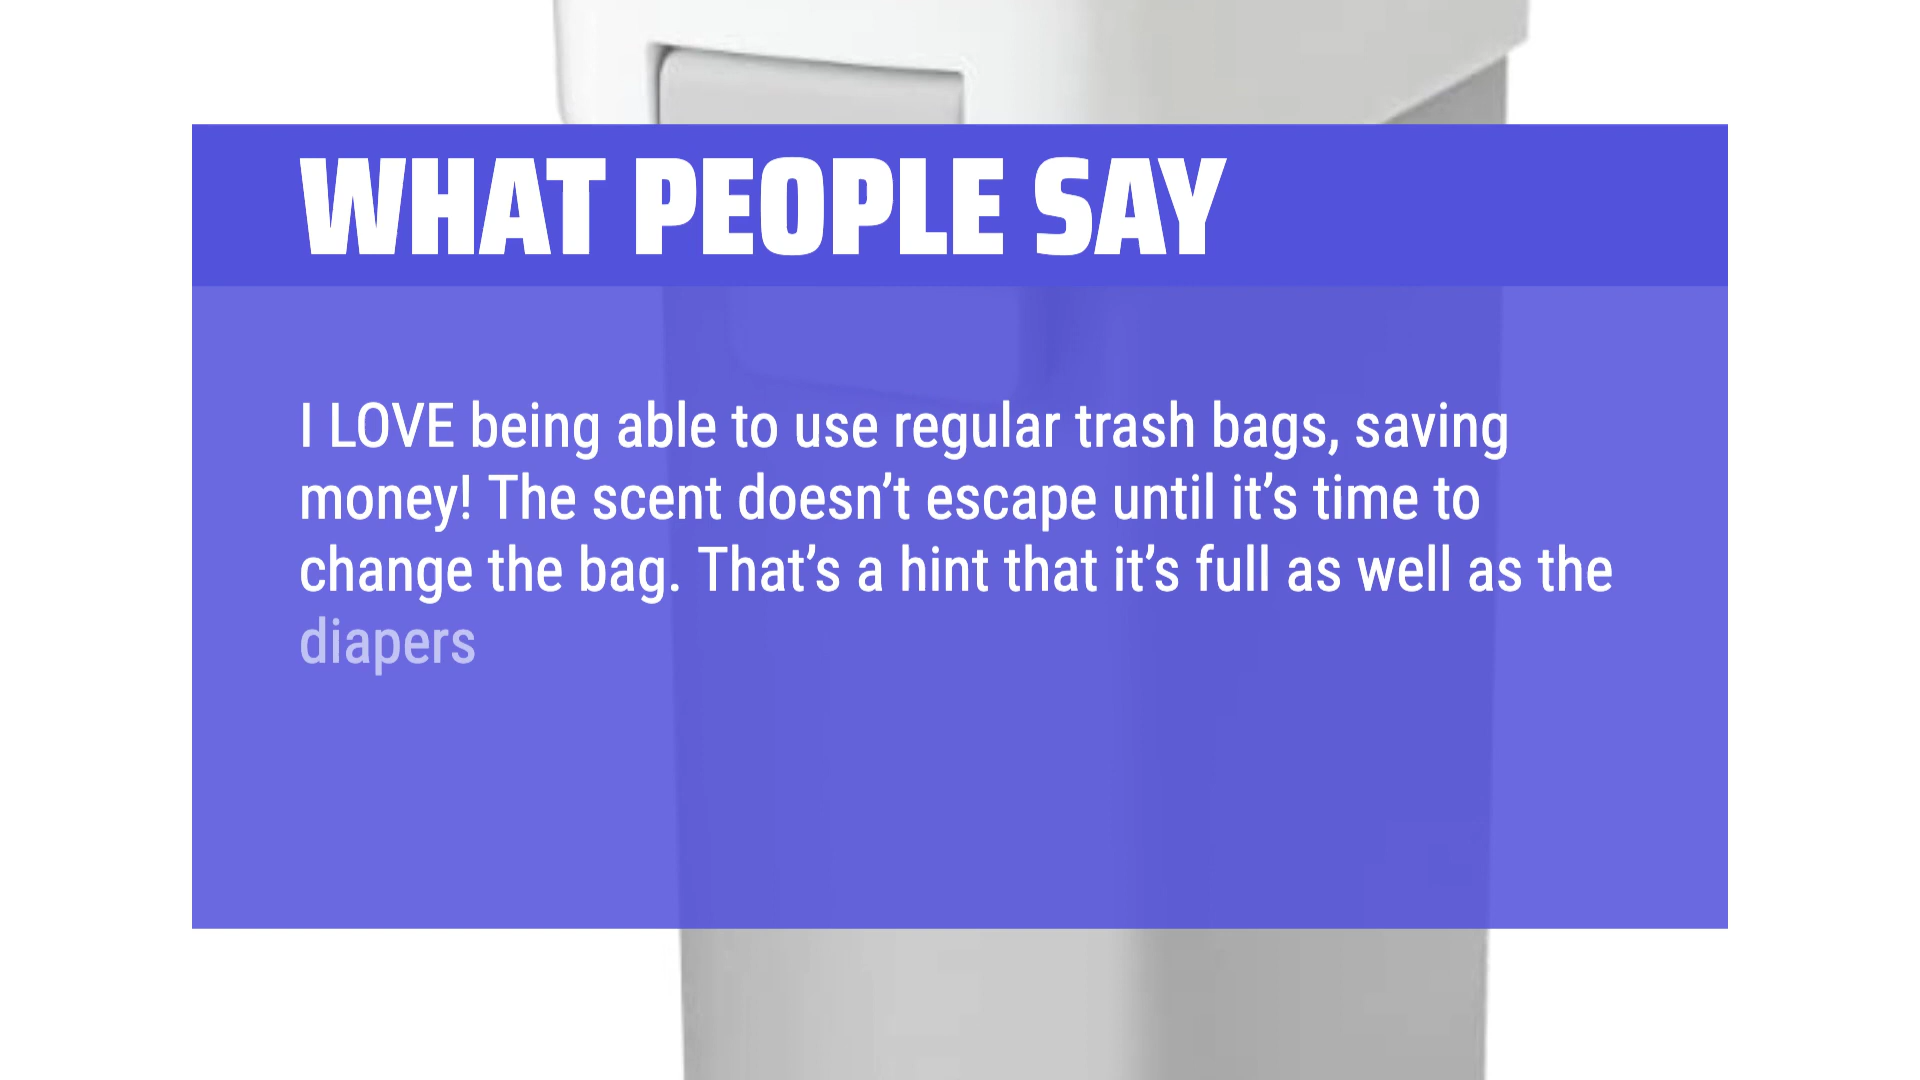 WHAT PEOPLE SAY
I LOVE being able to use regular trash bags, saving
money! The scent doesn’t escape until it’s time to
change the bag. That’s a hint that it’s full as well as the
diapers